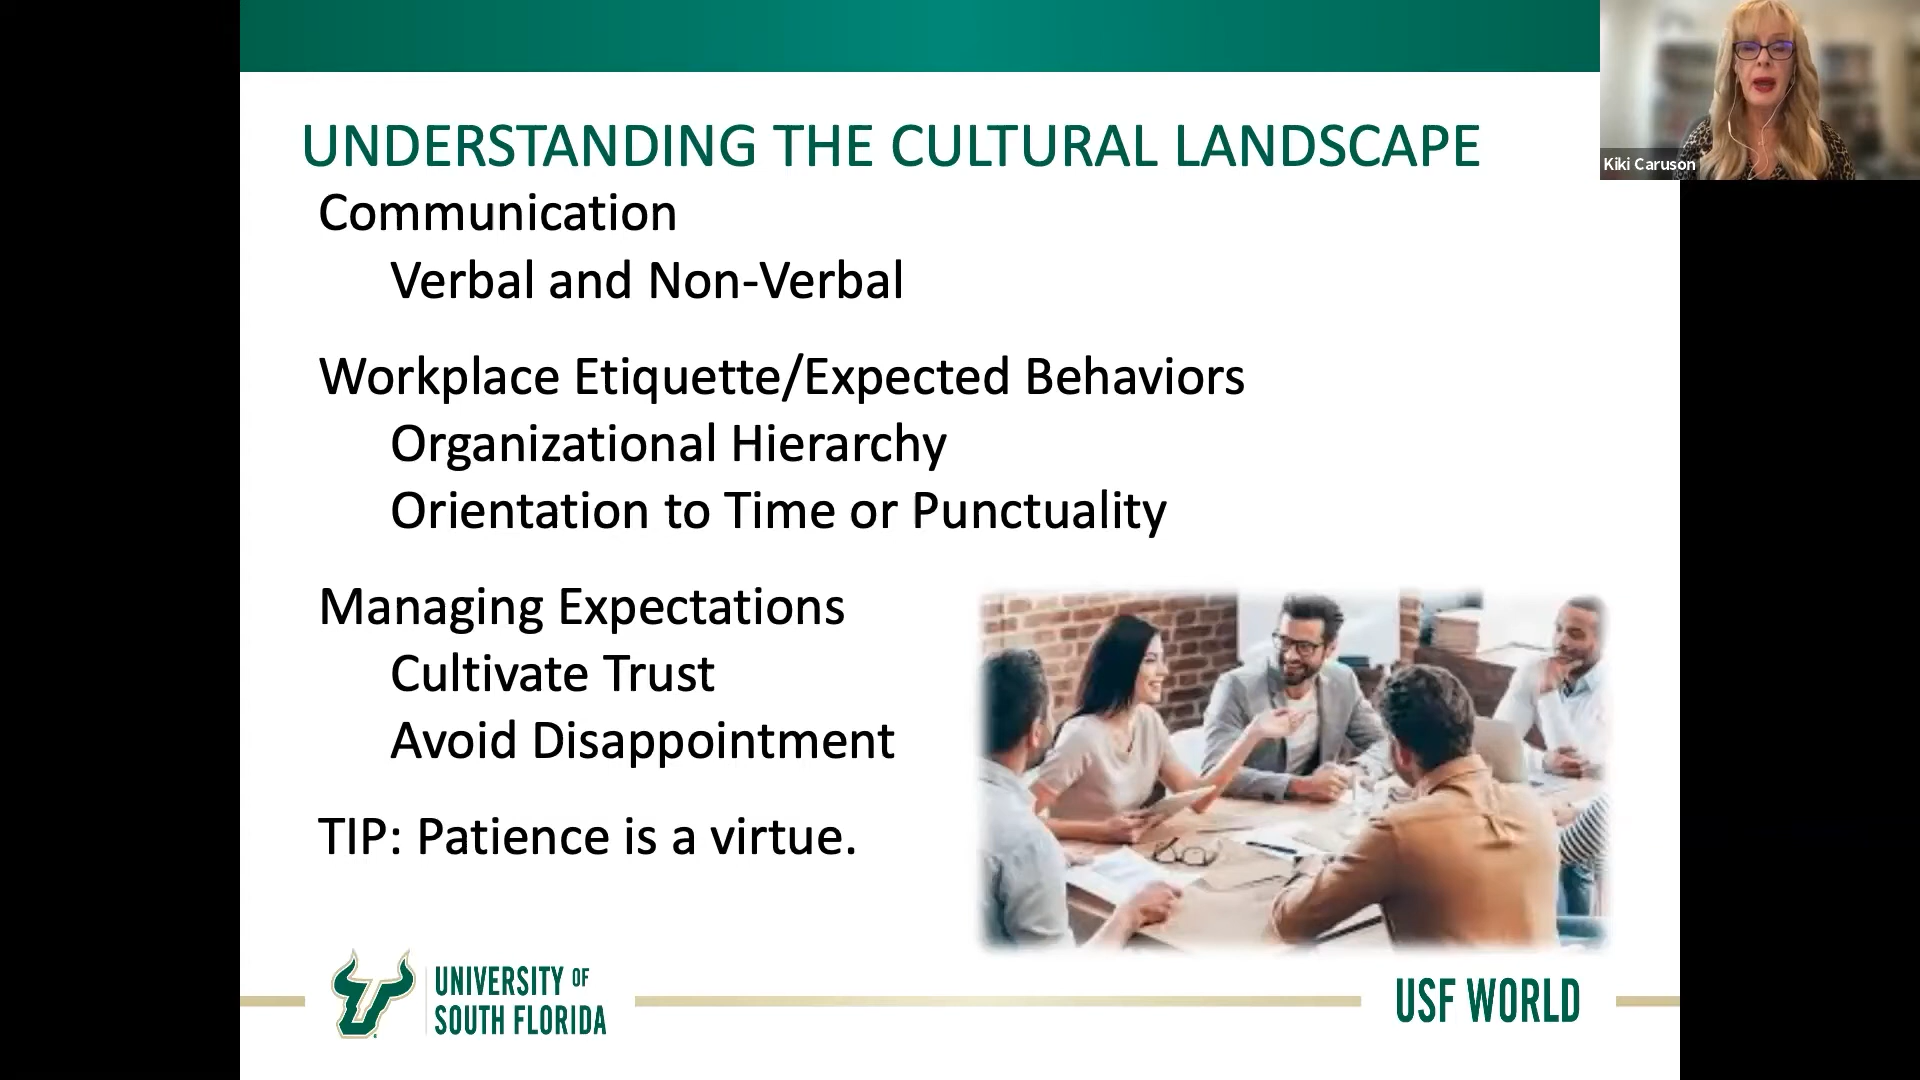 UNDERSTANDING THE CULTURAL LANDSCAPE
Kiki Caruson
Communication
Verbal and Non-Verbal
Workplace Etiquette/Expected Behaviors
Organizational Hierarchy
Orientation to Time or Punctuality
Managing Expectations
Cultivate Trust
Avoid Disappointment
TIP: Patience is a virtue.
UNIVERSITY OF
SOUTH FLORIDA
USF WORLD